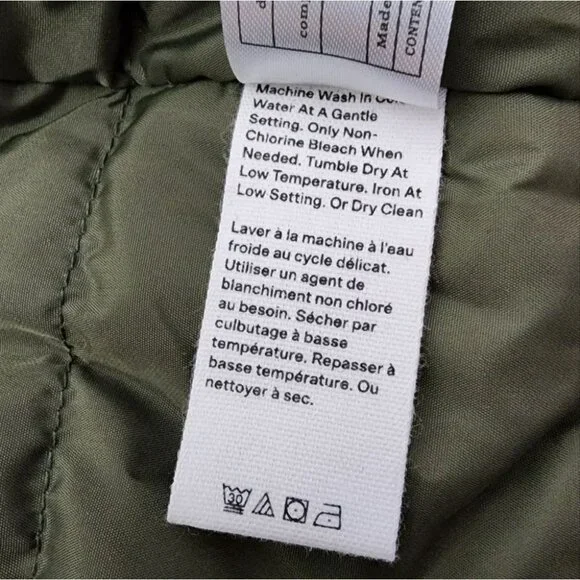 Made
CONTENT
Machine Wash In
Water At A Gentle
Setting. Only Non-
Chlorine Bleach When
Needed. Tumble Dry At
Low Temperature. Iron At
Low Setting. Or Dry Clean
Laver à la machine à l'eau
froide au cycle délicat.
Utiliser un agent de
blanchiment non chloré
au besoin. Sécher par
culbutage à basse
température. Repasser à
basse température. Ou
nettoyer à sec.
30